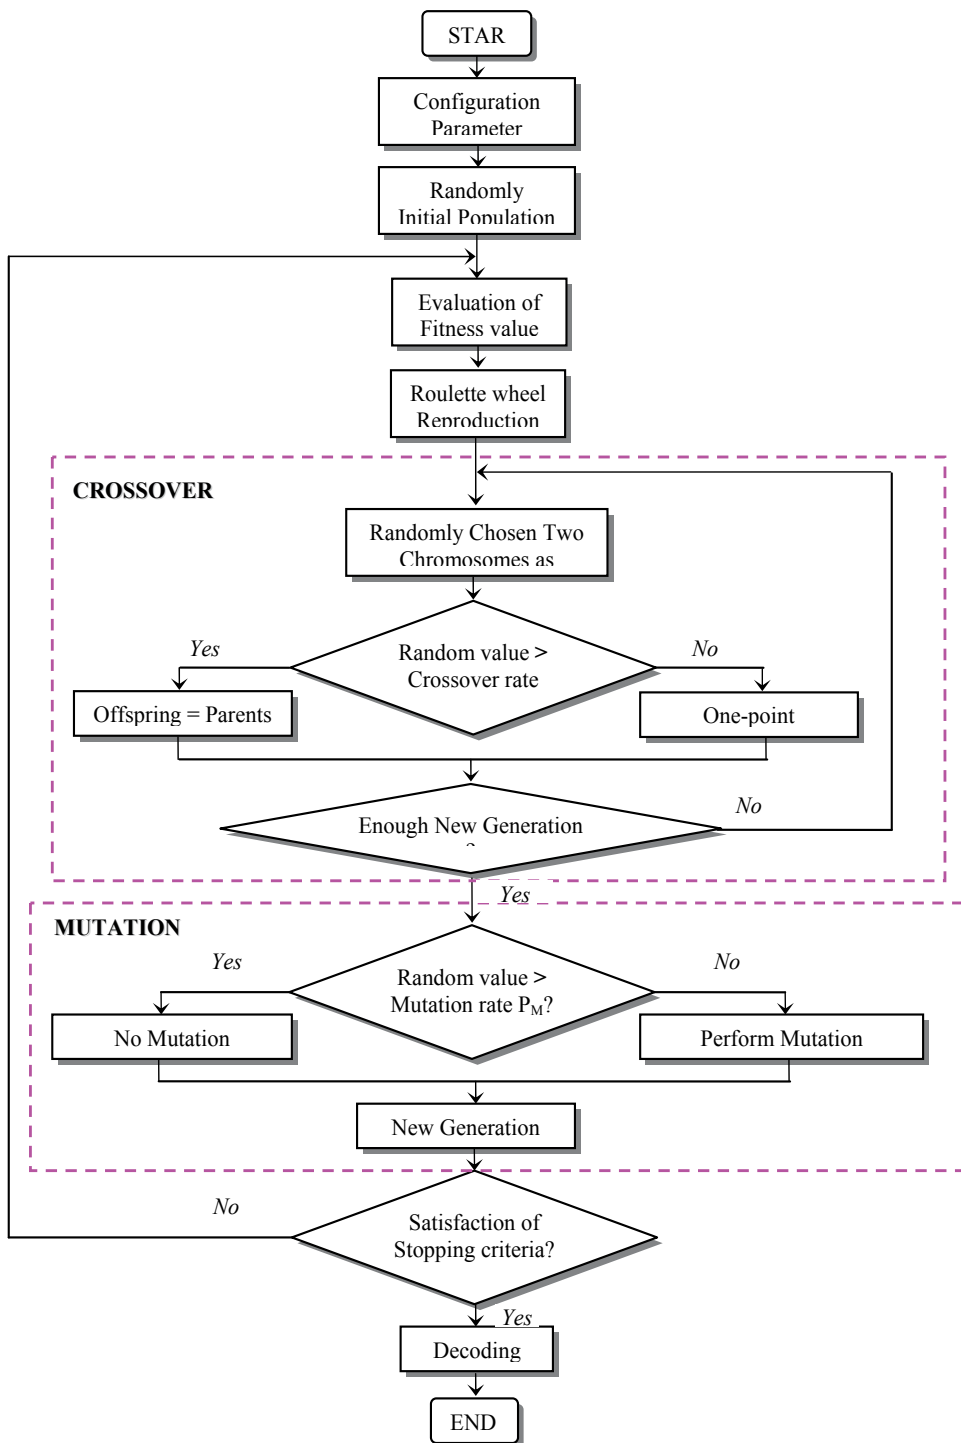 STAR
Configuration
Parameter
Randomly
Initial Population
Evaluation of
Fitness value
Roulette wheel
Reproduction
CROSSOVER
Randomly Chosen Two
Chromosomes as
Yes
Random value >
Crossover rate
No
Offspring = Parents
One-point
Enough New Generation
?
No
Yes
MUTATION
Yes
Random value >
Mutation rate PM?
No
No Mutation
Perform Mutation
New Generation
No
Satisfaction of
Stopping criteria?
Yes
Decoding
END